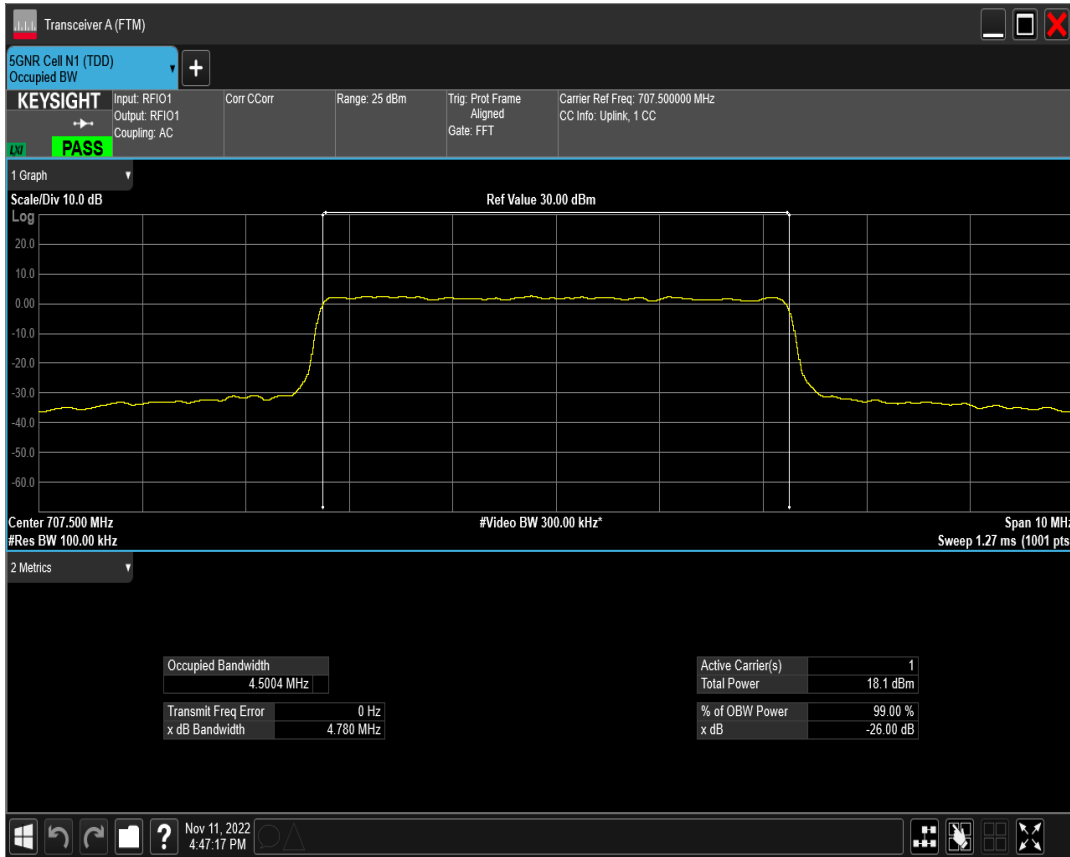 Transceiver A (FTM)
5GNR Cell N1 (TDD)
Occupied BW
KEYSIGHT
LXI
PASS
Input: RFIO1
Output: RFIO1
Coupling: AC
Corr CCorr
Range: 25 dBm
Trig: Prot Frame
Aligned
Gate: FFT
Carrier Ref Freq: 707.500000 MHz
CC Info: Uplink, 1 CC
1 Graph
Scale/Div 10.0 dB
Ref Value 30.00 dBm
Log
20.0
10.0
0.00
-10.0
-20.0
-30.0
-40.0
-50.0
-60.0
Center 707.500 MHz
#Video BW 300.00 kHz*
Span 10 MHz
#Res BW 100.00 kHz
Sweep 1.27 ms (1001 pts
2 Metrics
Occupied Bandwidth
4.5004 MHz
Transmit Freq Error 0 Hz
x dB Bandwidth 4.780 MHz
Active Carrier(s) 1
Total Power 18.1 dBm
% of OBW Power 99.00 %
x dB -26.00 dB
?
Nov 11, 2022
4:47:17 PM